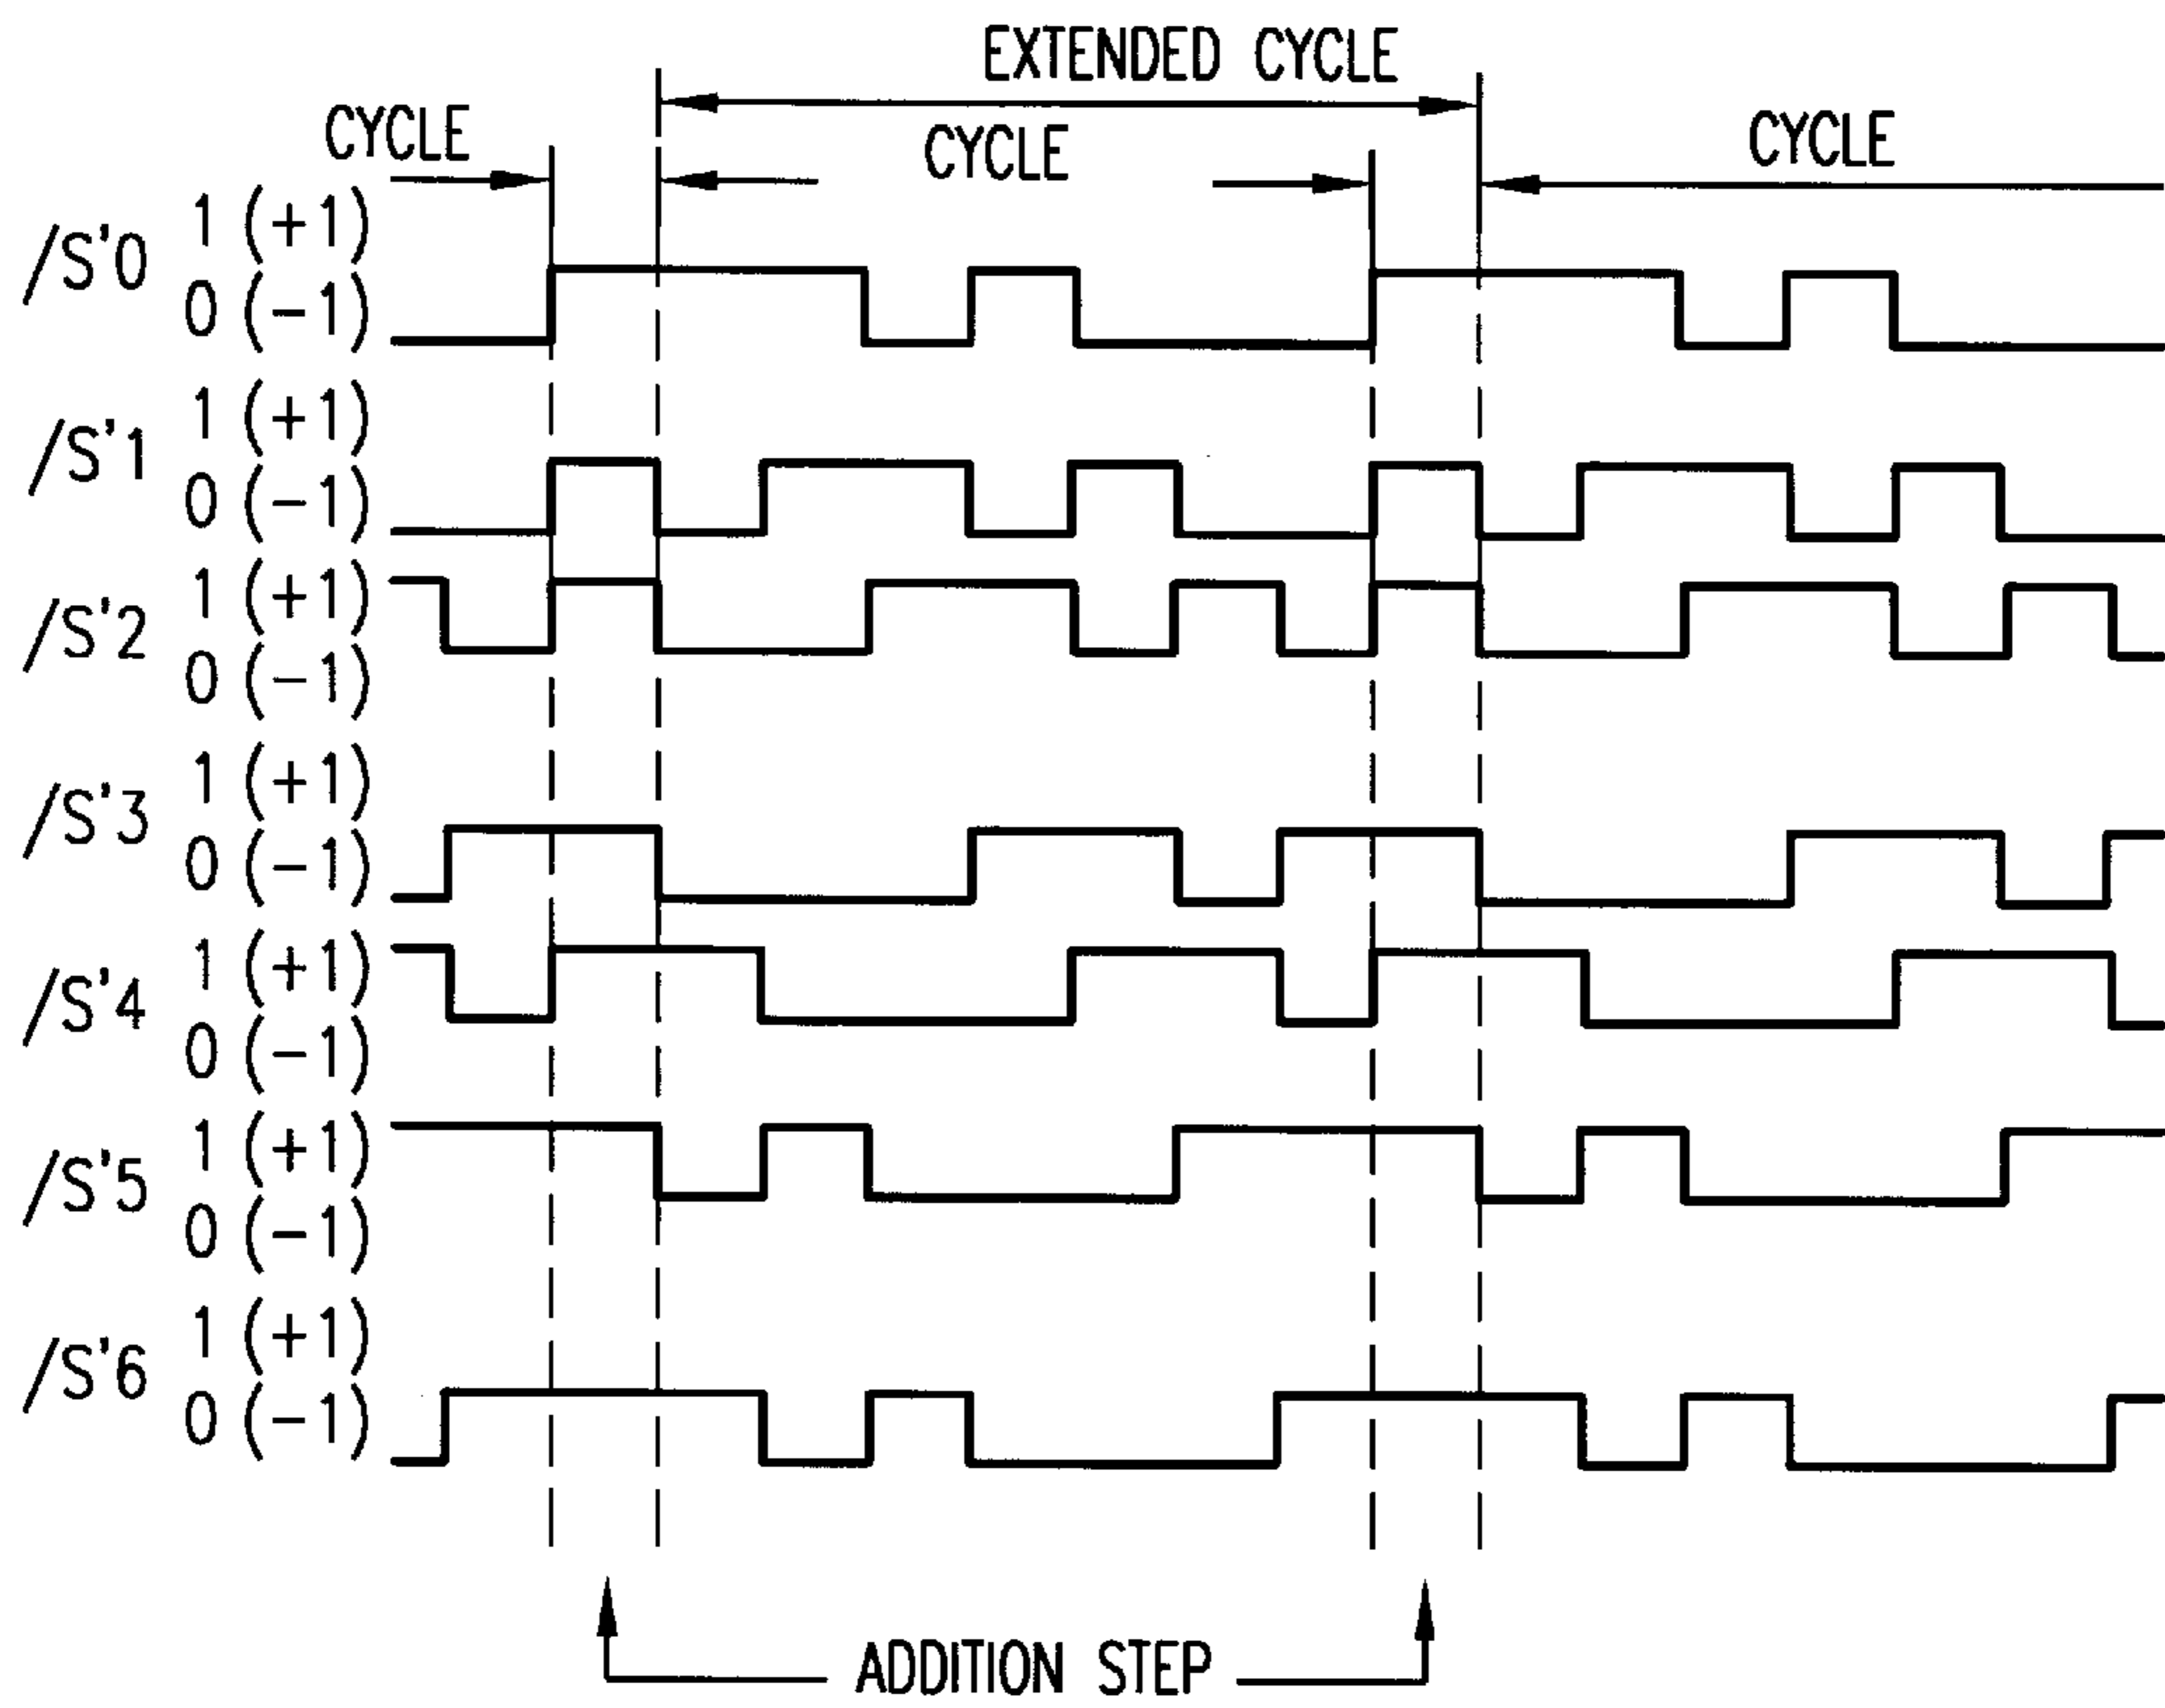 EXTENDED CYCLE
CYCLE
CYCLE
CYCLE
/S'0
1 (+1)
0 (-1)
/S'1
1 (+1)
0 (-1)
/S'2
1 (+1)
0 (-1)
/S'3
1 (+1)
0 (-1)
/S'4
1 (+1)
0 (-1)
/S'5
1 (+1)
0 (-1)
/S'6
1 (+1)
0 (-1)
ADDITION STEP